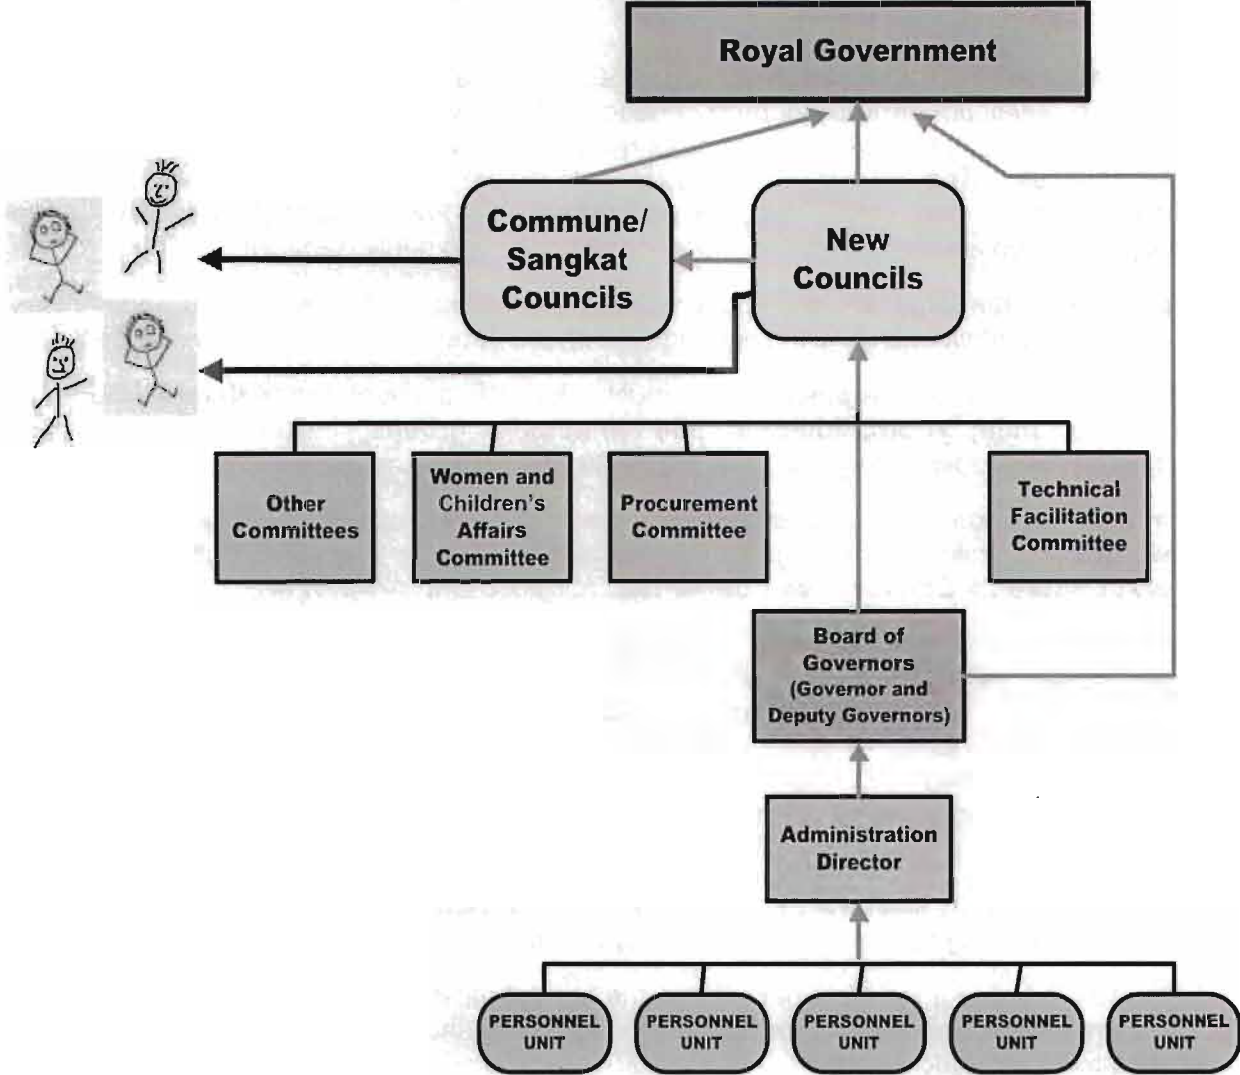 Royal Government
Commune/
Sangkat
Councils
New
Councils
Other
Committees
Women and
Children's
Affairs
Committee
Procurement
Committee
Technical
Facilitation
Committee
Board of
Governors
(Governor and
Deputy Governors)
Administration
Director
PERSONNEL
UNIT
PERSONNEL
UNIT
PERSONNEL
UNIT
PERSONNEL
UNIT
PERSONNEL
UNIT